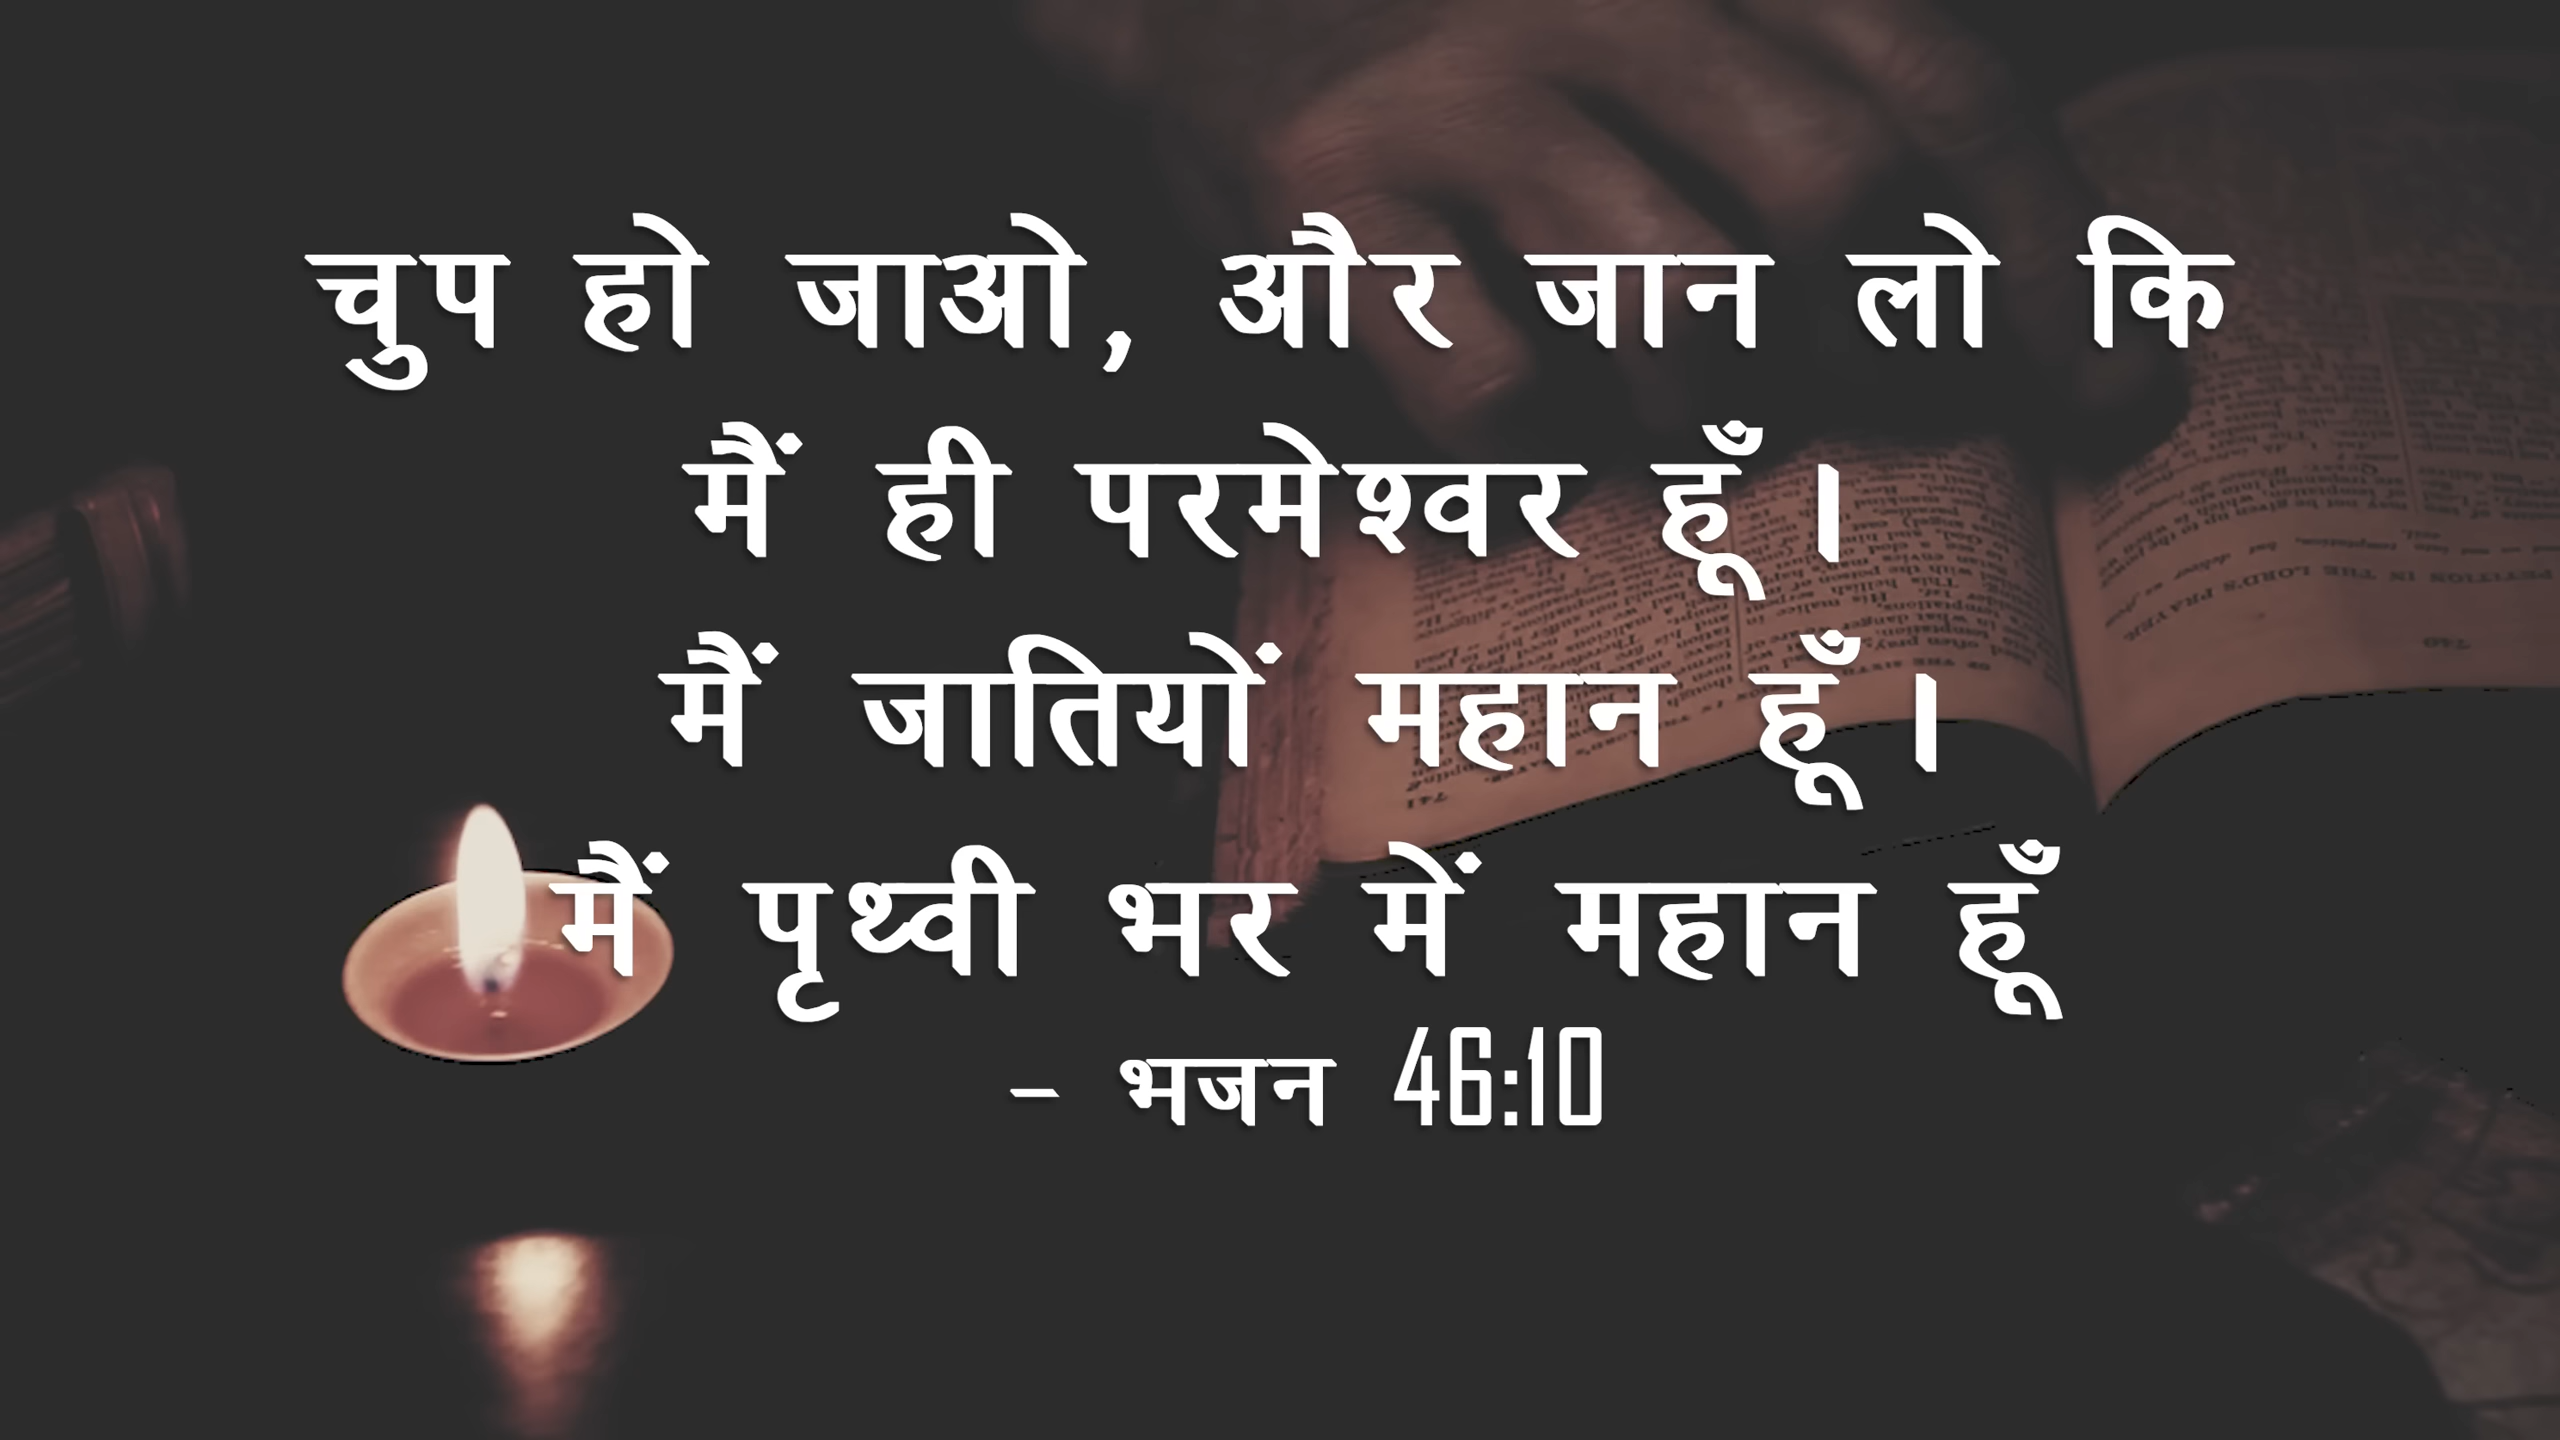 चुप हो जाओ, और जान लो कि
मैं ही परमेश्वर हूँ।
मैं जातियों महान हूँ।
मैं पृथ्वी भर में महान हूँ
– भजन 46:10